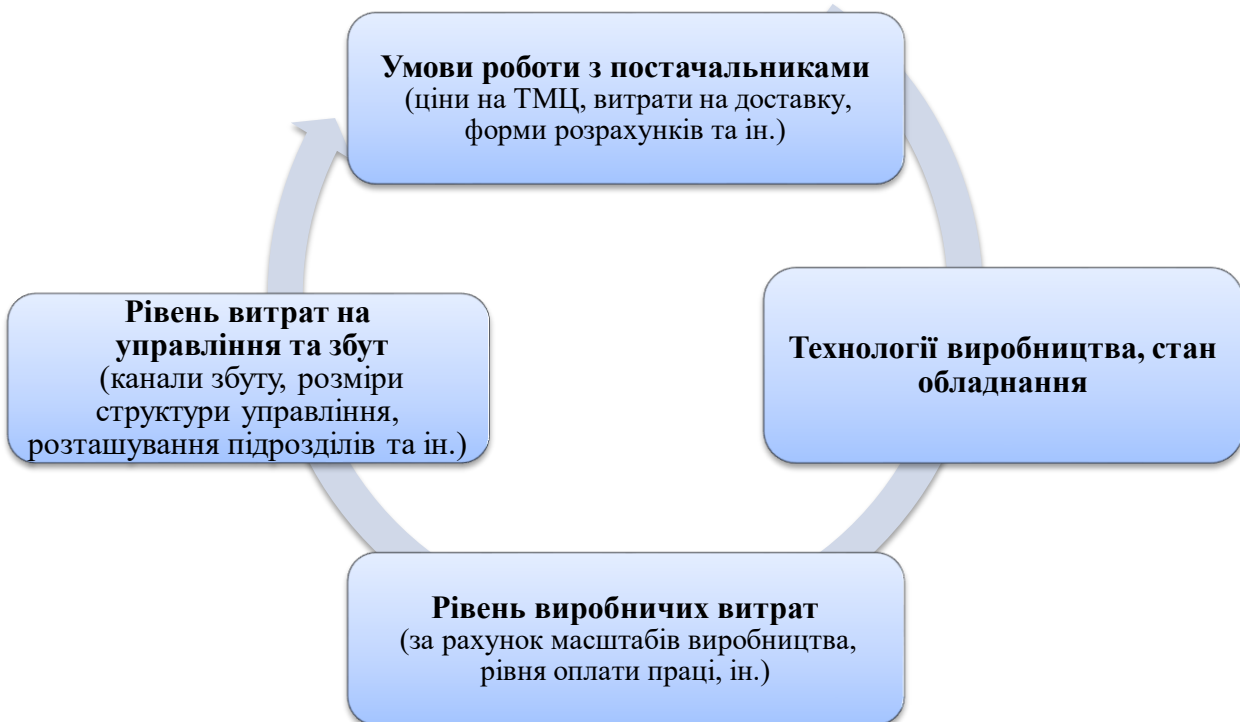 Умови роботи з постачальниками
(ціни на ТМЦ, витрати на доставку,
форми розрахунків та ін.)
Рівень витрат на
управління та збут
(канали збуту, розміри
структури управління,
розташування підрозділів та ін.)
Технології виробництва, стан
обладнання
Рівень виробничих витрат
(за рахунок масштабів виробництва,
рівня оплати праці, ін.)